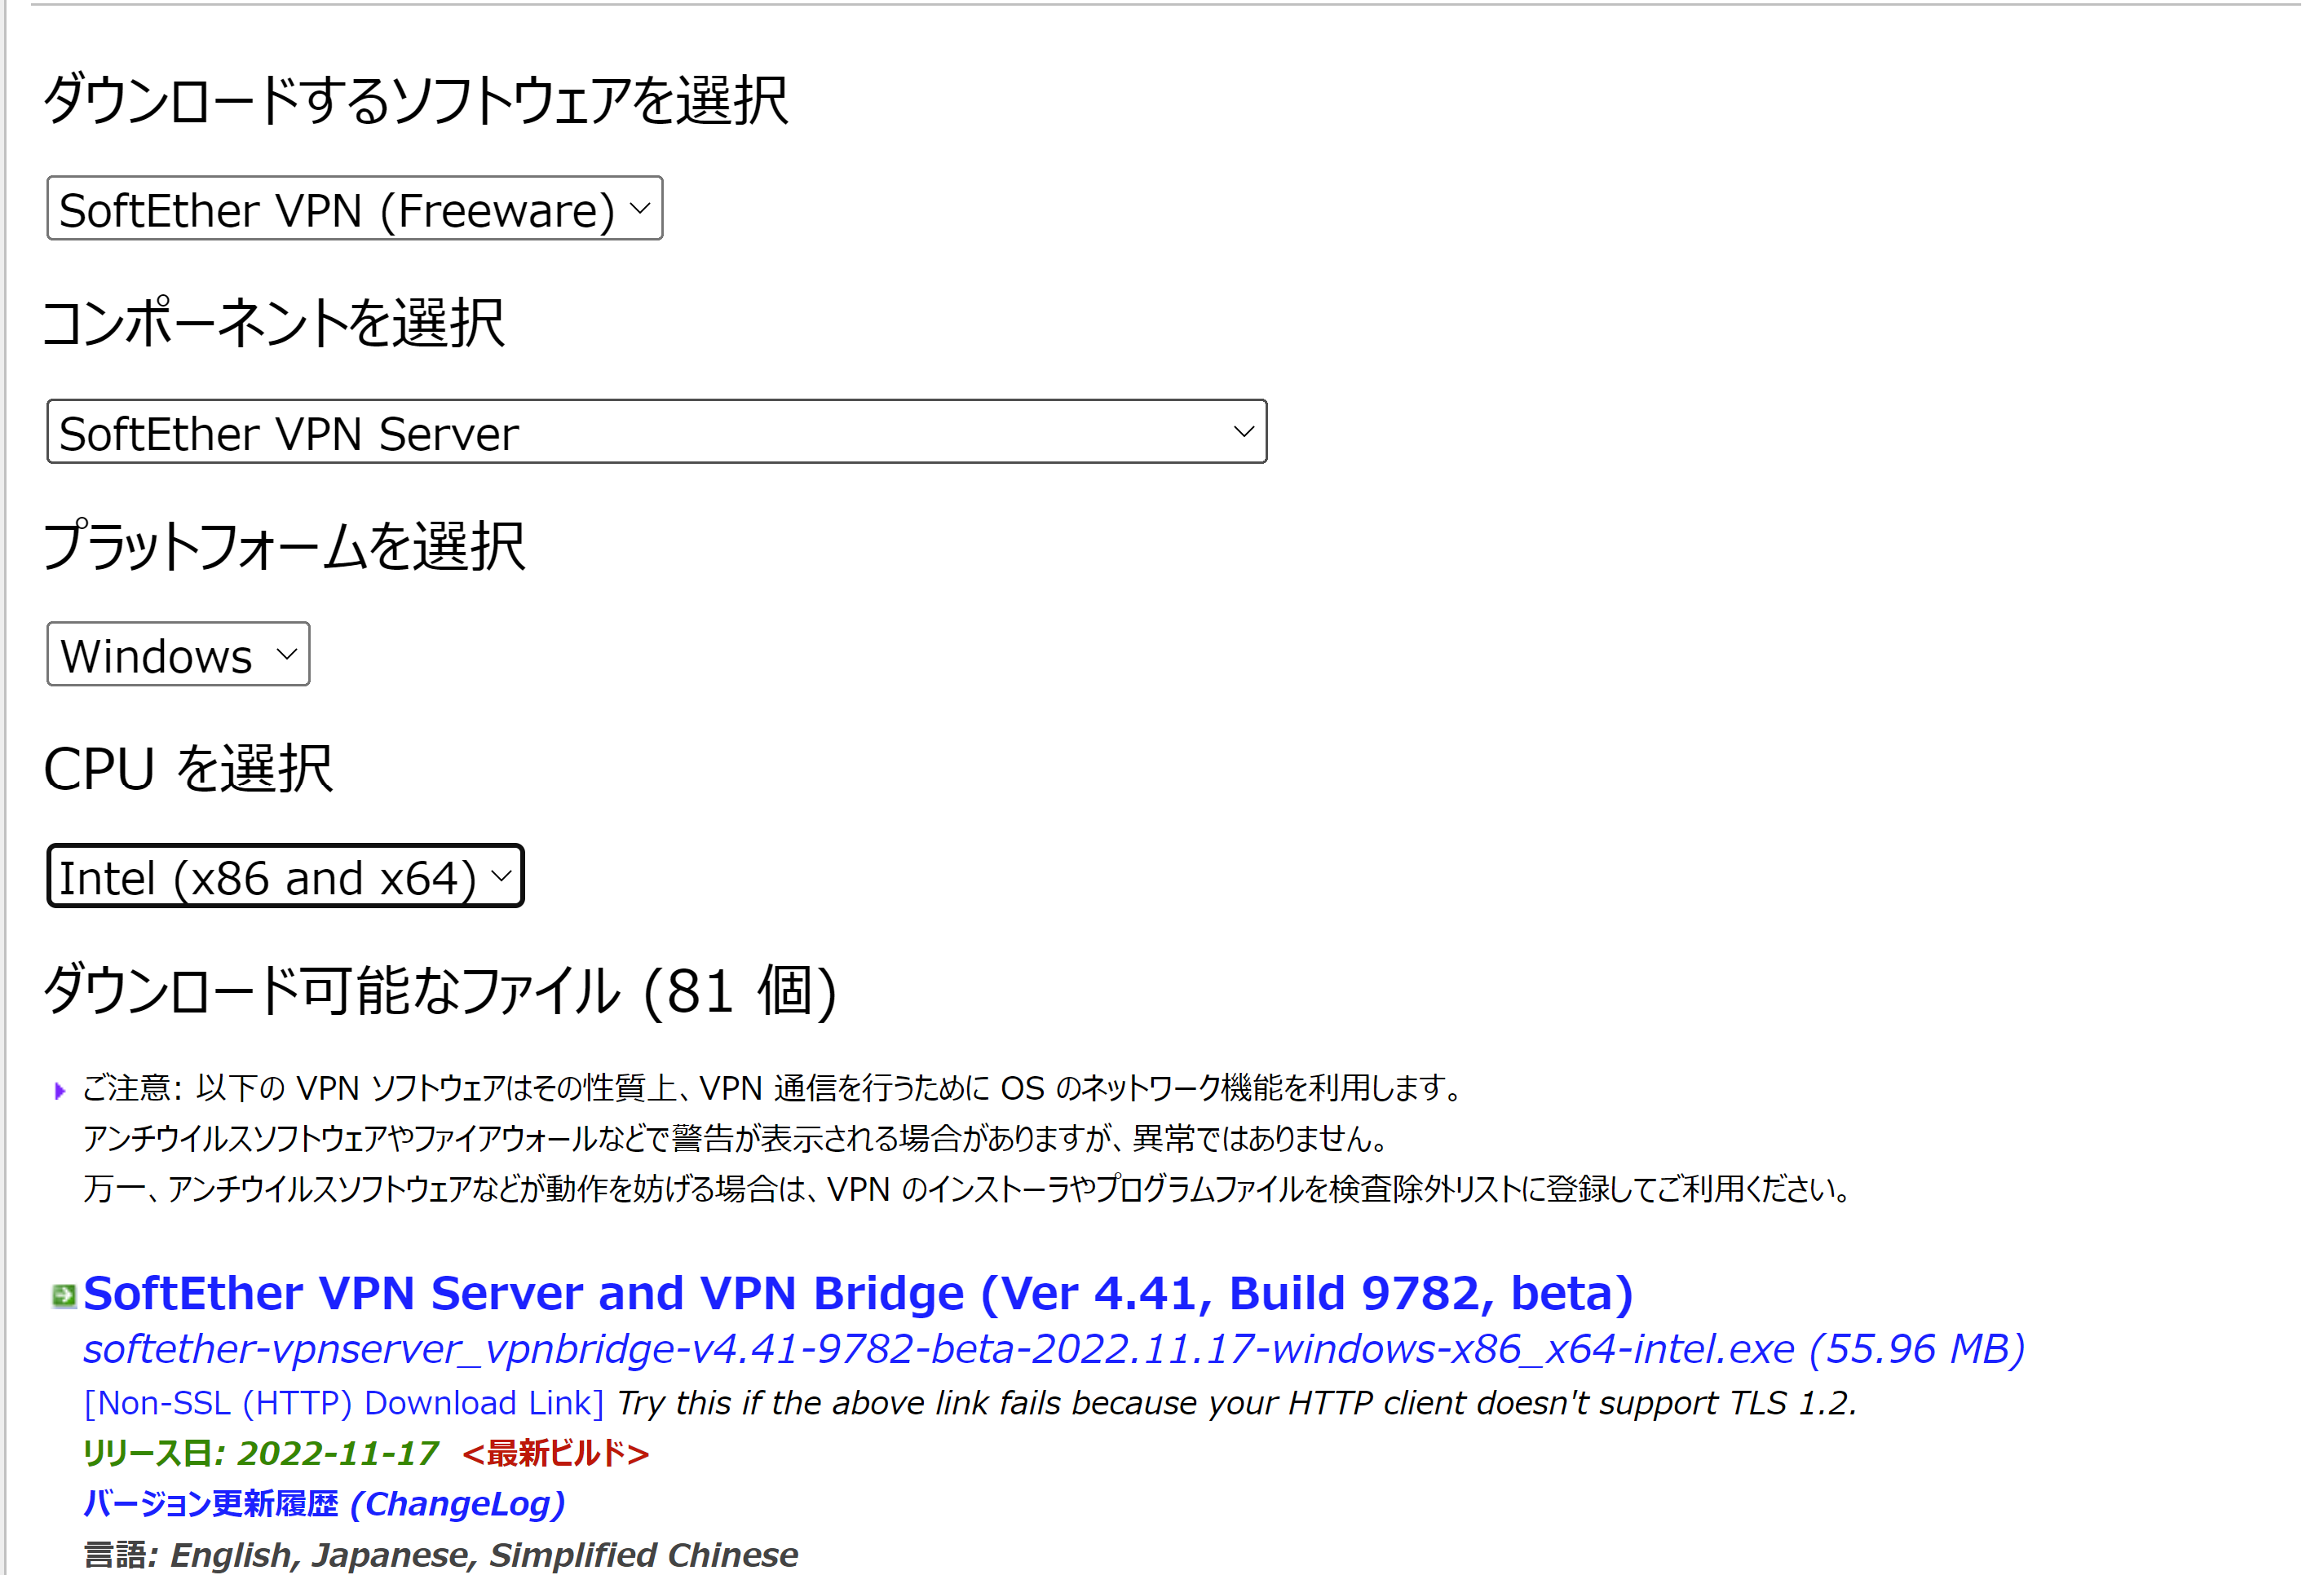 ダウンロードするソフトウェアを選択
SoftEther VPN (Freeware)
コンポーネントを選択
SoftEther VPN Server
プラットフォームを選択
Windows
CPU を選択
Intel (x86 and x64)
ダウンロード可能なファイル (81 個)
ご注意: 以下の VPN ソフトウェアはその性質上、VPN 通信を行うために OS のネットワーク機能を利用します。
アンチウイルスソフトウェアやファイアウォールなどで警告が表示される場合がありますが、異常ではありません。
万一、アンチウイルスソフトウェアなどが動作を妨げる場合は、VPN のインストーラやプログラムファイルを検査除外リストに登録してご利用ください。
SoftEther VPN Server and VPN Bridge (Ver 4.41, Build 9782, beta)
softether-vpnserver_vpnbridge-v4.41-9782-beta-2022.11.17-windows-x86_x64-intel.exe (55.96 MB)
[Non-SSL (HTTP) Download Link] Try this if the above link fails because your HTTP client doesn't support TLS 1.2.
リリース日: 2022-11-17 <最新ビルド>
バージョン更新履歴 (ChangeLog)
言語: English, Japanese, Simplified Chinese